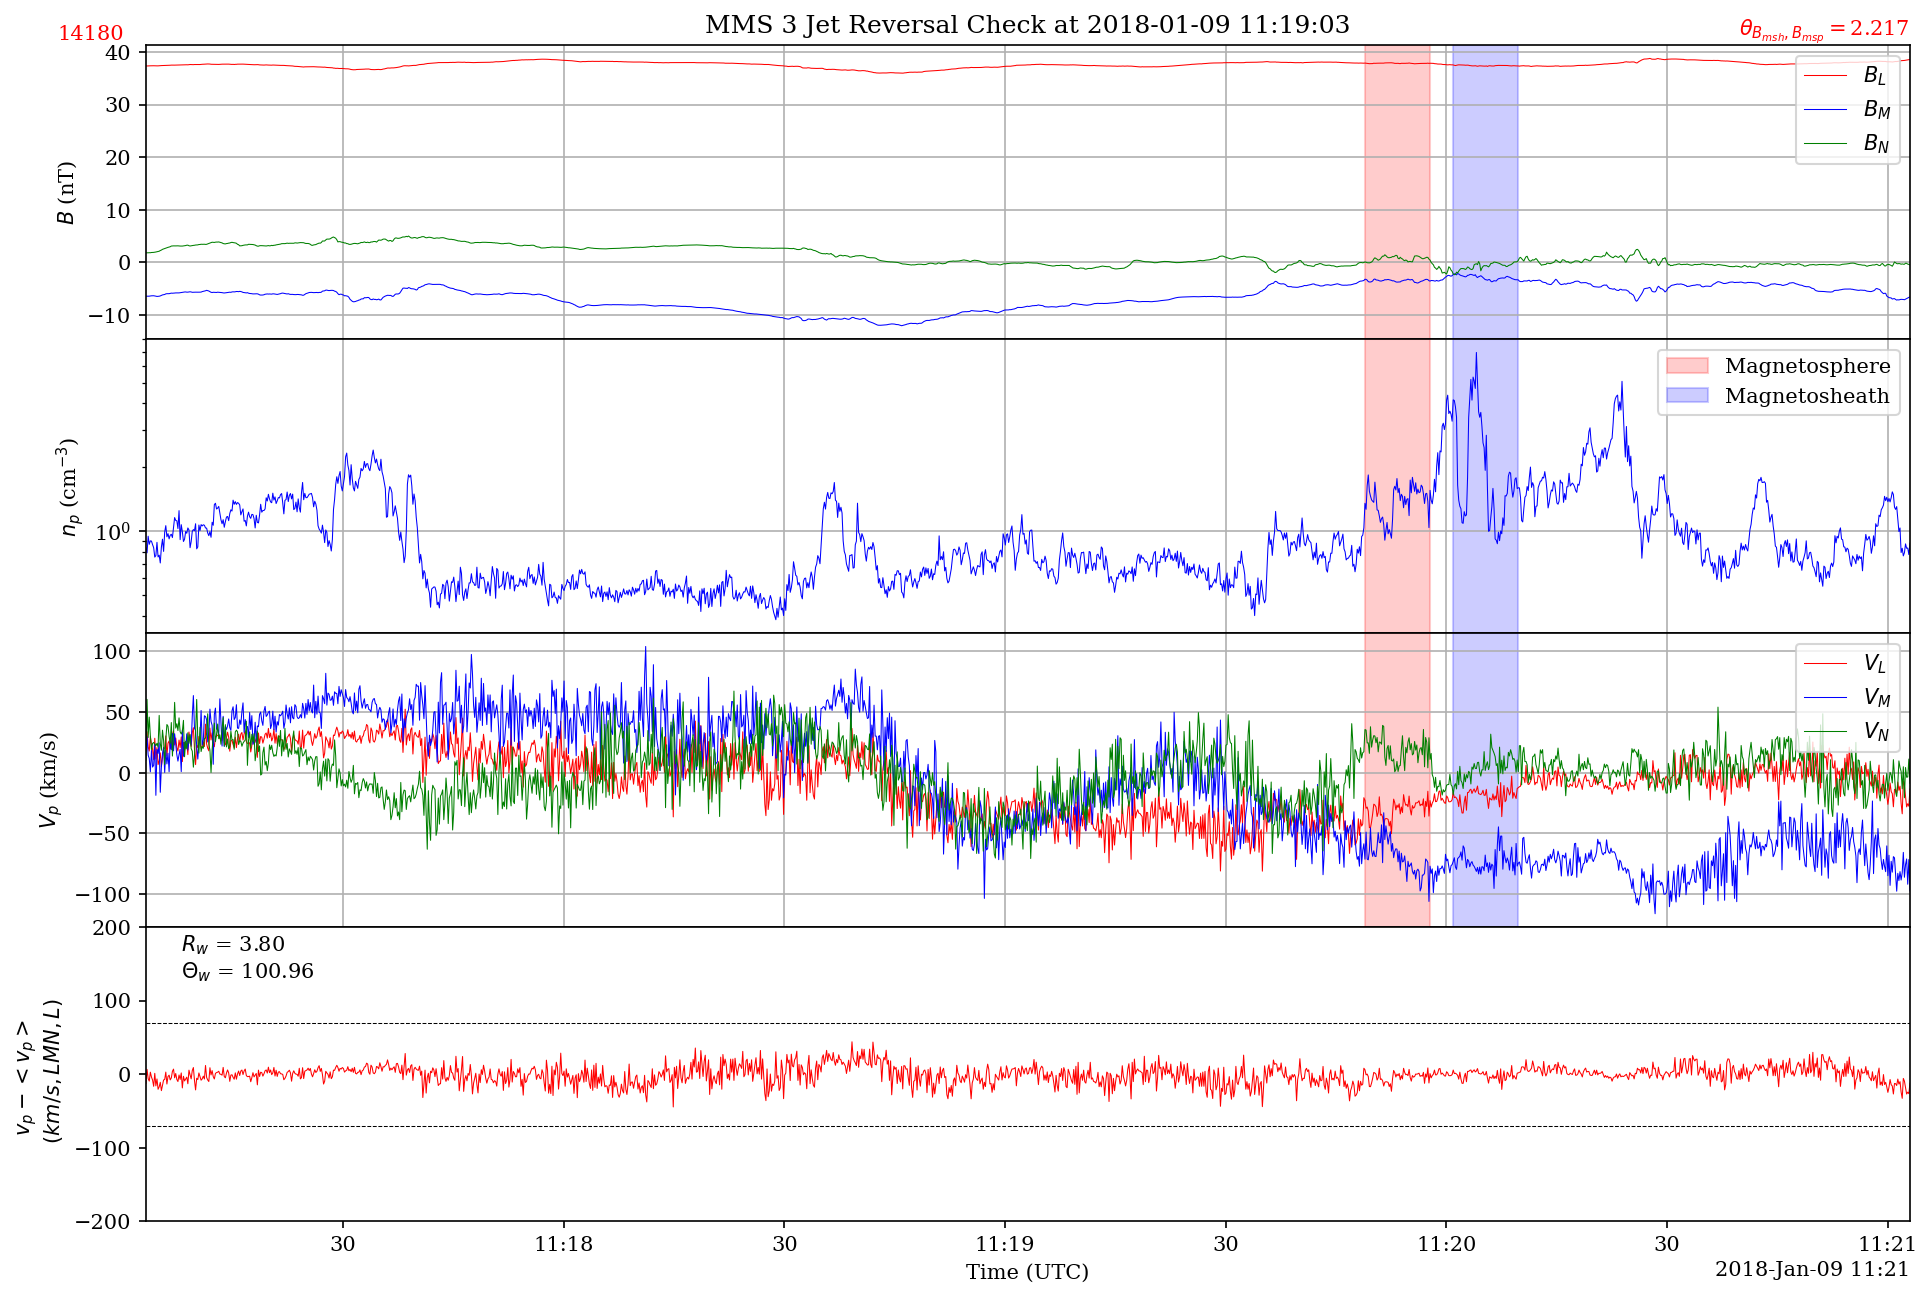 MMS 3 Jet Reversal Check at 2018-01-09 11:19:03
14180
θ_{B_{msh}, B_{msp}} = 2.217
40
30
20
10
0
−10
B (nT)
B_L
B_M
B_N
10^0
n_p (cm^{−3})
Magnetosphere
Magnetosheath
100
50
0
−50
−100
V_p (km/s)
V_L
V_M
V_N
200
100
0
−100
−200
v_p − < v_p >
(km/s, LMN, L)
R_w = 3.80
Θ_w = 100.96
30 11:18 30 11:19 30 11:20 30 11:21
Time (UTC)
2018-Jan-09 11:21